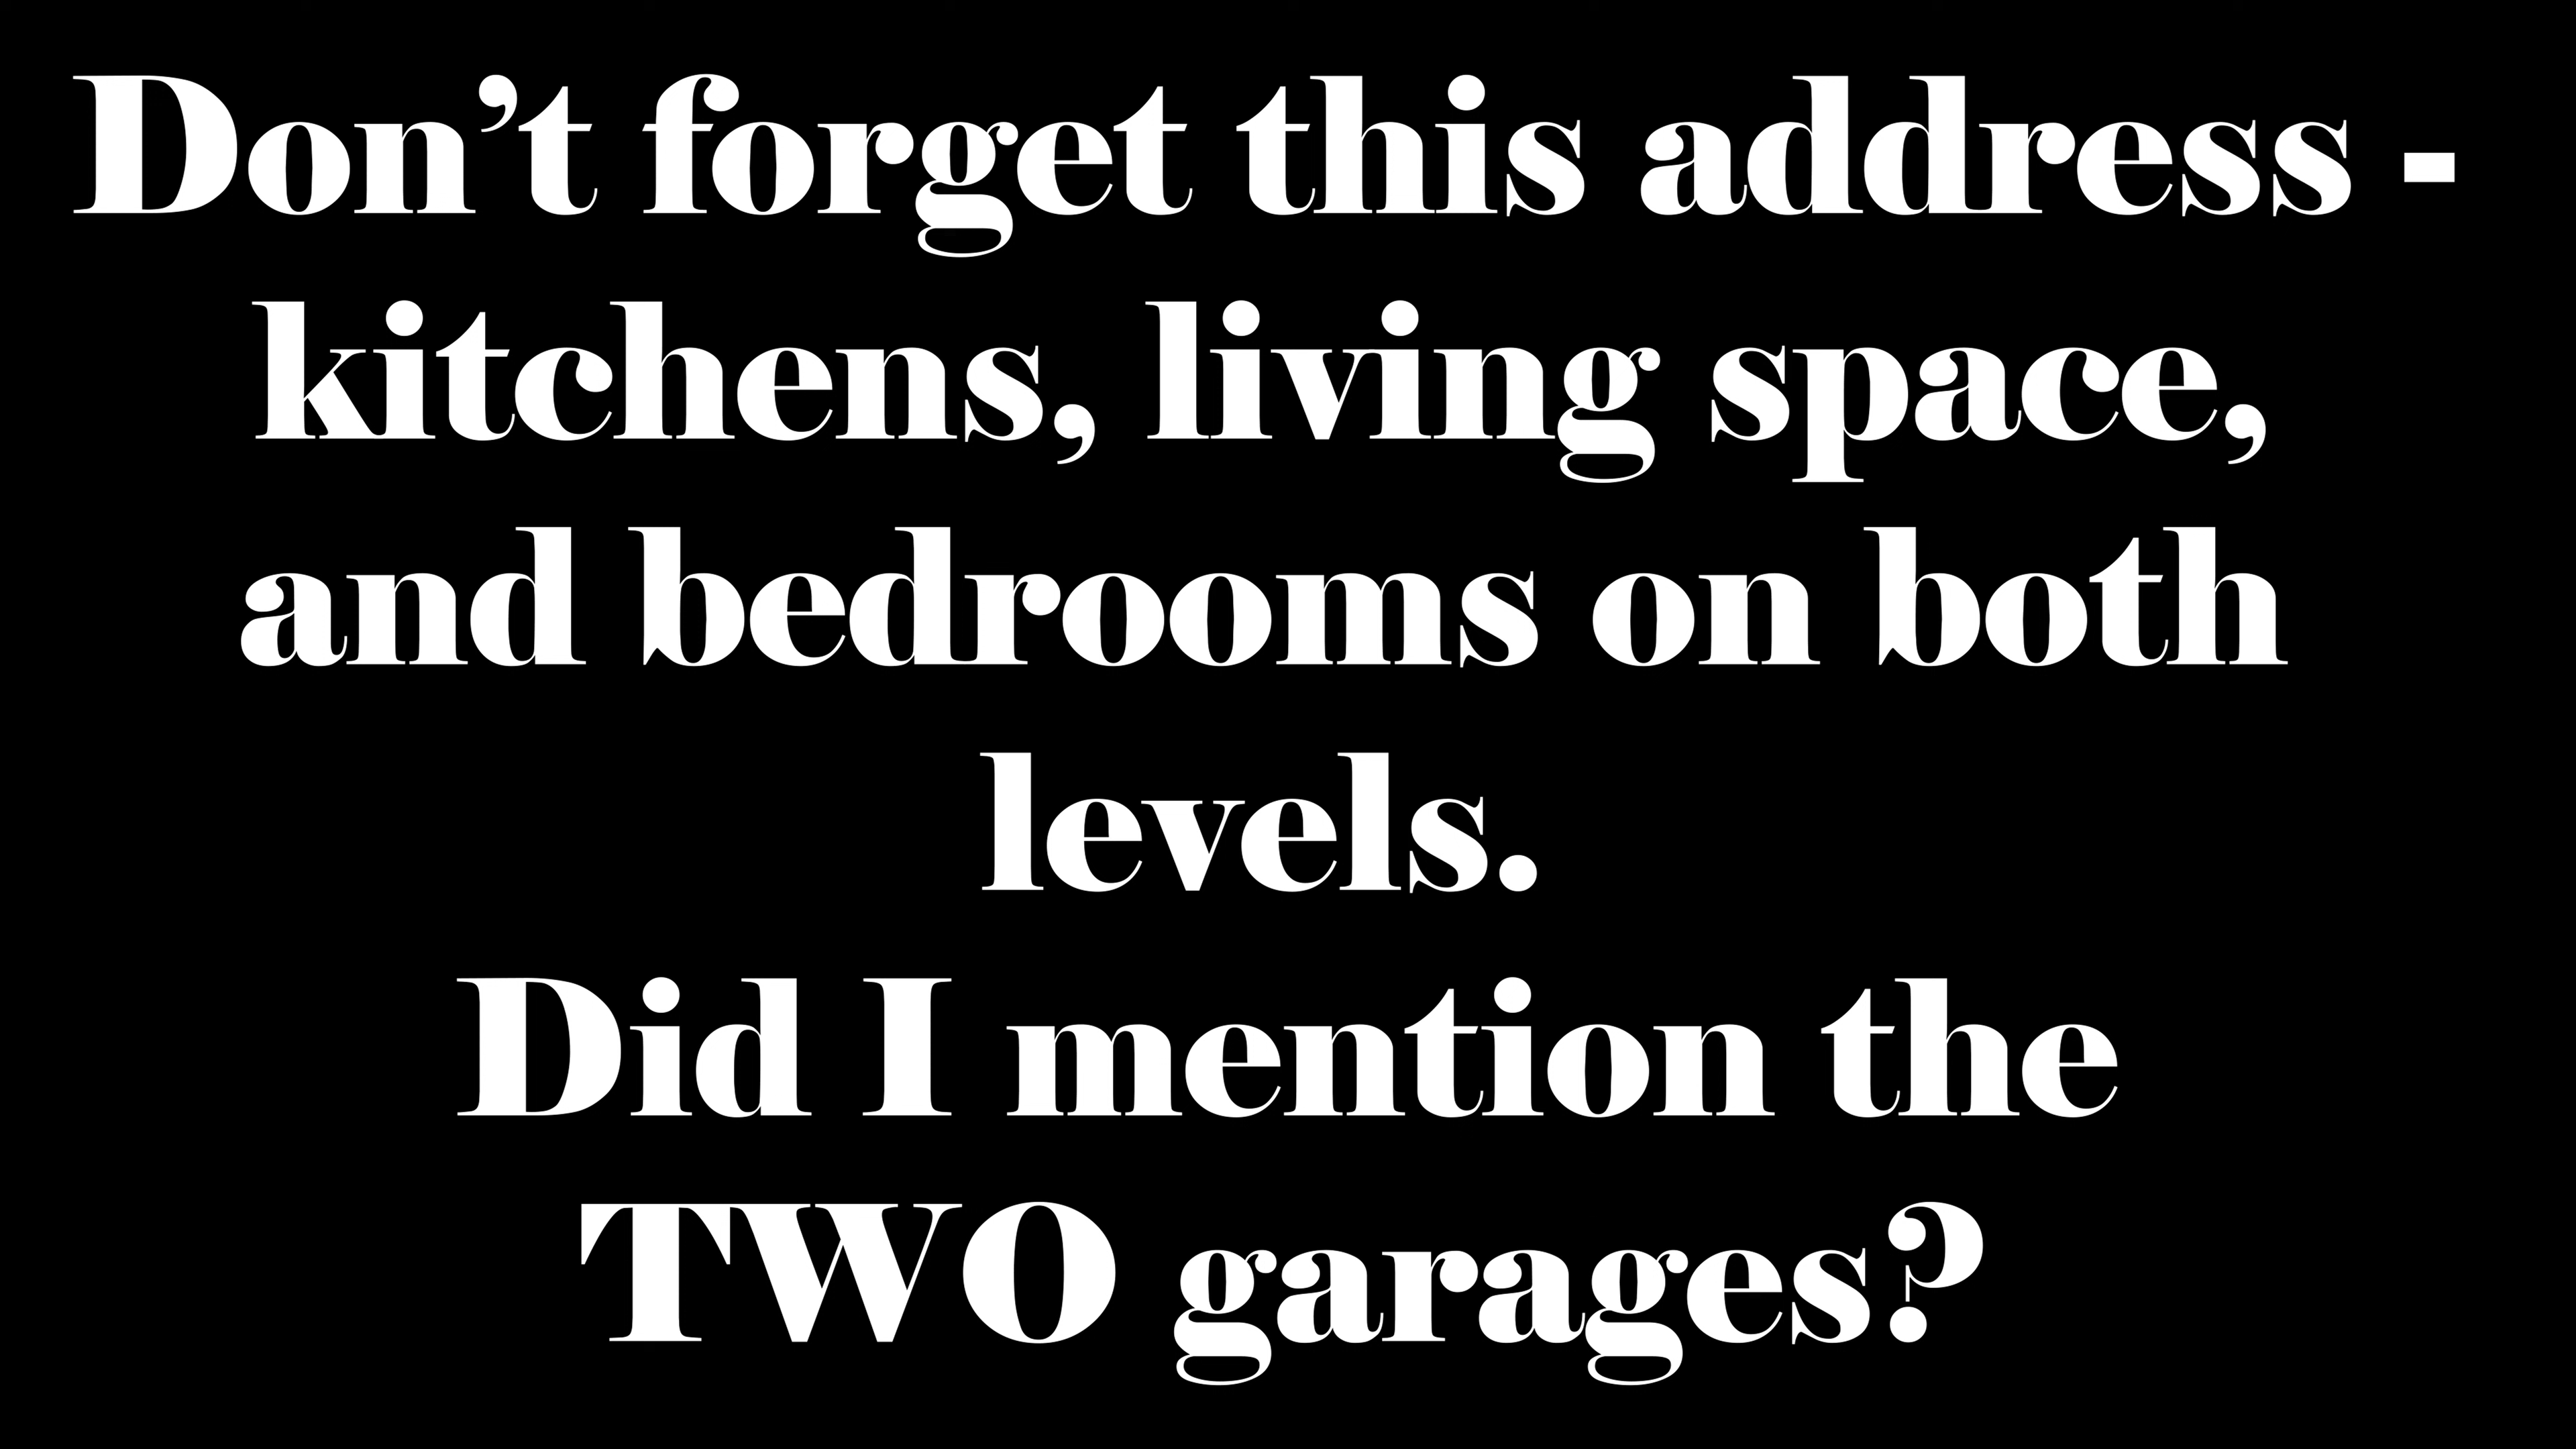 Don’t forget this address -
kitchens, living space,
and bedrooms on both
levels.
Did I mention the
TWO garages?